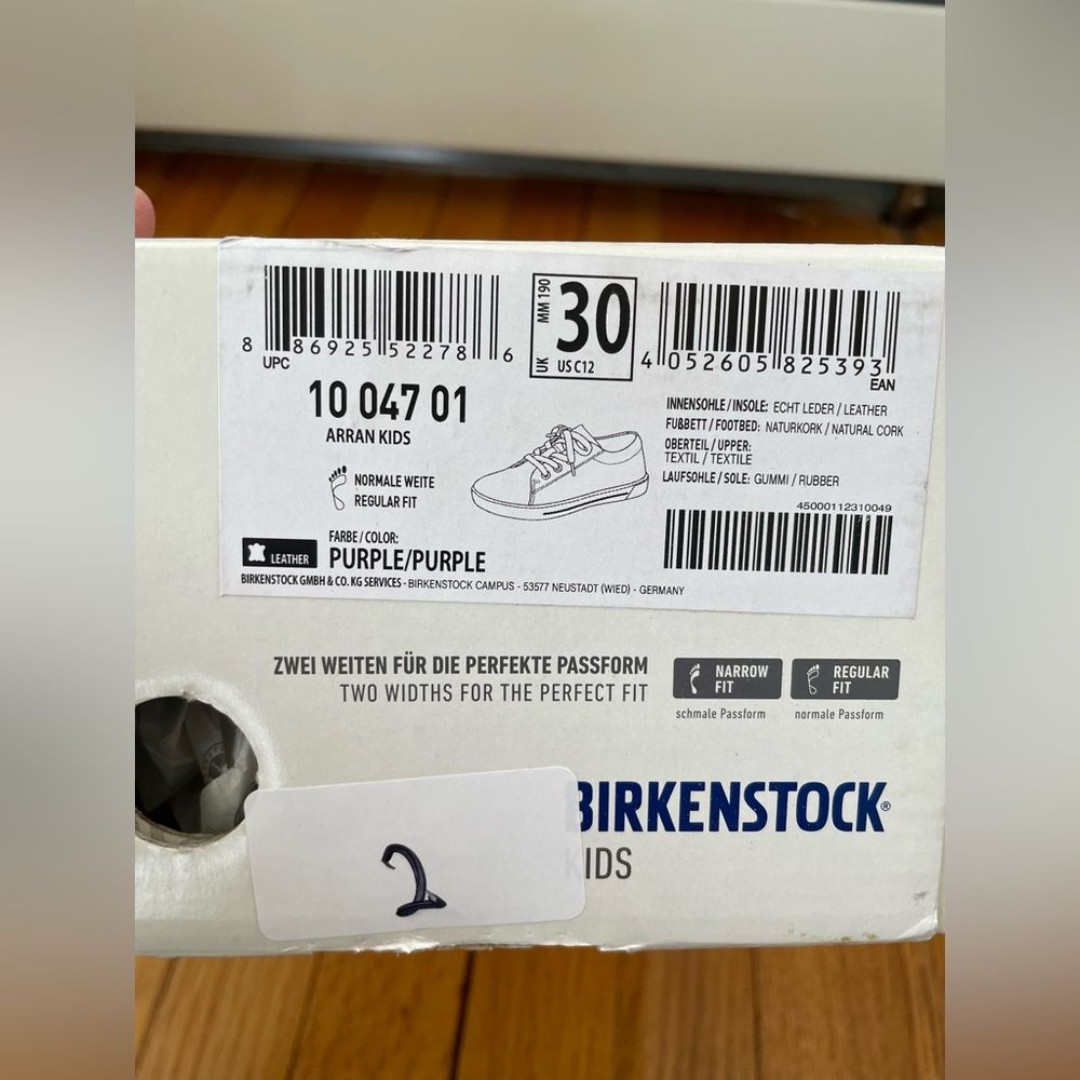 8 86925 52278 6
UPC
MM 190
30
UK
US C12
4 052605 825393
EAN
10 047 01
ARRAN KIDS
NORMALE WEITE
REGULAR FIT
INNENSOHLE / INSOLE: ECHT LEDER / LEATHER
FUßBETT / FOOTBED: NATURKORK / NATURAL CORK
OBERTEIL / UPPER:
TEXTIL / TEXTILE
LAUFSOHLE / SOLE: GUMMI / RUBBER
45000112310049
LEATHER
FARBE / COLOR:
PURPLE/PURPLE
BIRKENSTOCK GMBH & CO. KG SERVICES - BIRKENSTOCK CAMPUS - 53577 NEUSTADT (WIED) - GERMANY
ZWEI WEITEN FÜR DIE PERFEKTE PASSFORM
TWO WIDTHS FOR THE PERFECT FIT
NARROW
FIT
schmale Passform
REGULAR
FIT
normale Passform
BIRKENSTOCK®
KIDS
2